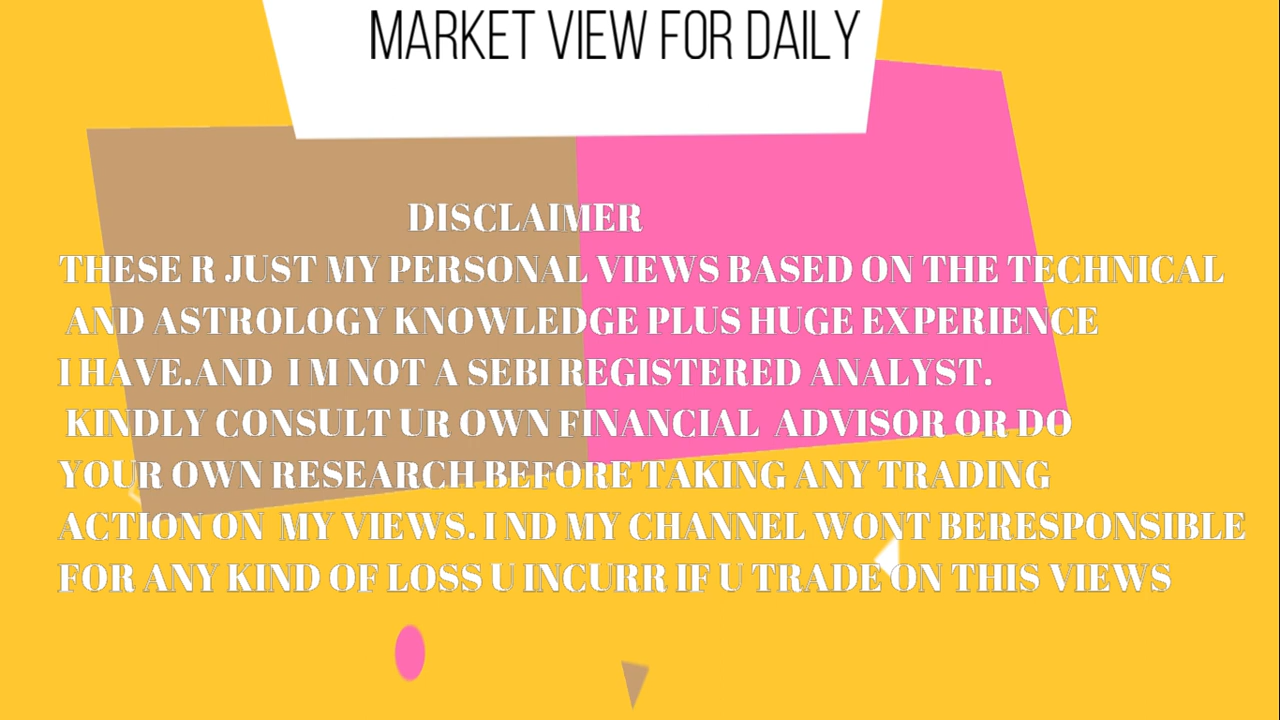 MARKET VIEW FOR DAILY
DISCLAIMER
THESE R JUST MY PERSONAL VIEWS BASED ON THE TECHNICAL
AND ASTROLOGY KNOWLEDGE PLUS HUGE EXPERIENCE
I HAVE.AND I M NOT A SEBI REGISTERED ANALYST.
KINDLY CONSULT UR OWN FINANCIAL ADVISOR OR DO
YOUR OWN RESEARCH BEFORE TAKING ANY TRADING
ACTION ON MY VIEWS. I ND MY CHANNEL WONT BERESPONSIBLE
FOR ANY KIND OF LOSS U INCURR IF U TRADE ON THIS VIEWS